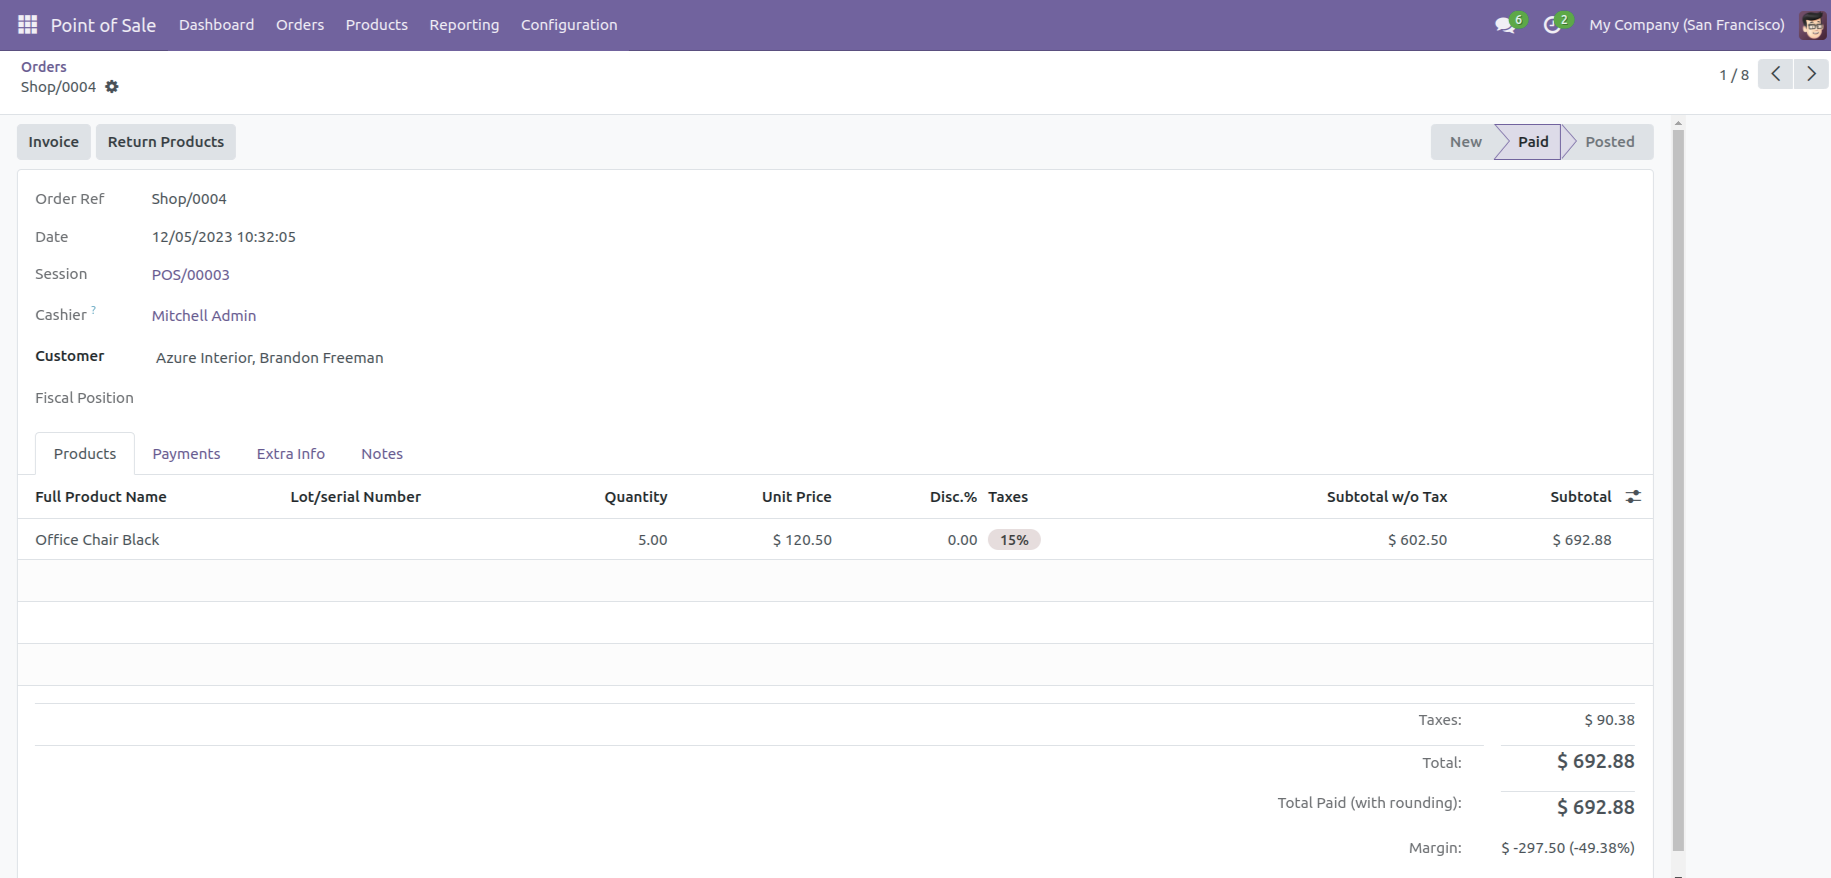 Point of Sale Dashboard Orders Products Reporting Configuration 6 2 My Company (San Francisco)
Orders
Shop/0004
1 / 8
Invoice Return Products New Paid Posted
Order Ref Shop/0004
Date 12/05/2023 10:32:05
Session POS/00003
Cashier ? Mitchell Admin
Customer Azure Interior, Brandon Freeman
Fiscal Position
Products Payments Extra Info Notes
Full Product Name Lot/serial Number Quantity Unit Price Disc.% Taxes Subtotal w/o Tax Subtotal
Office Chair Black 5.00 $ 120.50 0.00 15% $ 602.50 $ 692.88
Taxes: $ 90.38
Total: $ 692.88
Total Paid (with rounding): $ 692.88
Margin: $ -297.50 (-49.38%)